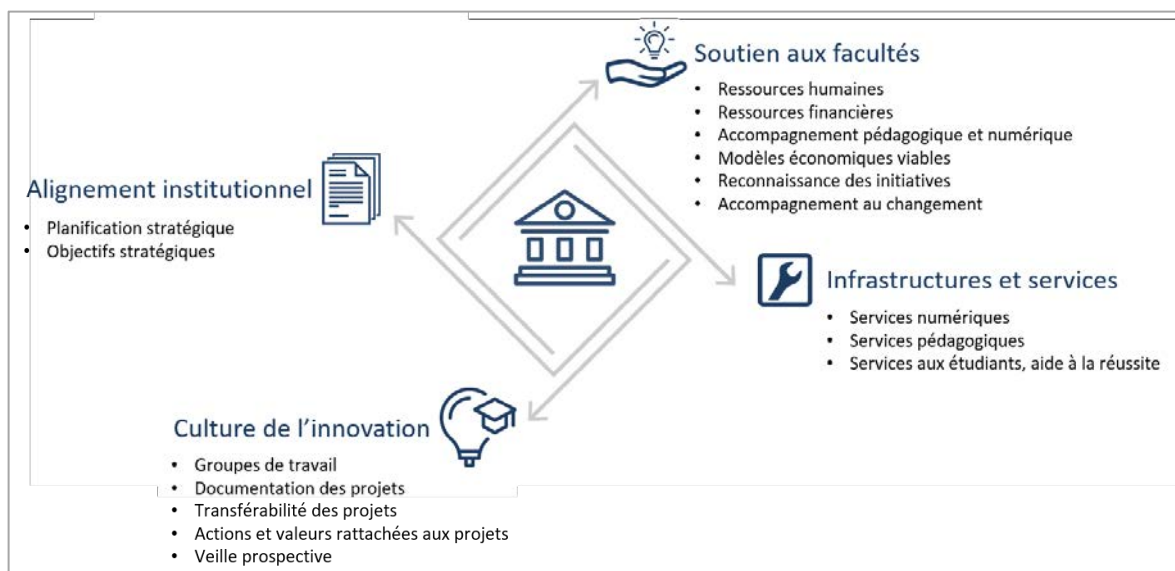 Soutien aux facultés
• Ressources humaines
• Ressources financières
• Accompagnement pédagogique et numérique
• Modèles économiques viables
• Reconnaissance des initiatives
• Accompagnement au changement
Alignement institutionnel
• Planification stratégique
• Objectifs stratégiques
Infrastructures et services
• Services numériques
• Services pédagogiques
• Services aux étudiants, aide à la réussite
Culture de l’innovation
• Groupes de travail
• Documentation des projets
• Transférabilité des projets
• Actions et valeurs rattachées aux projets
• Veille prospective